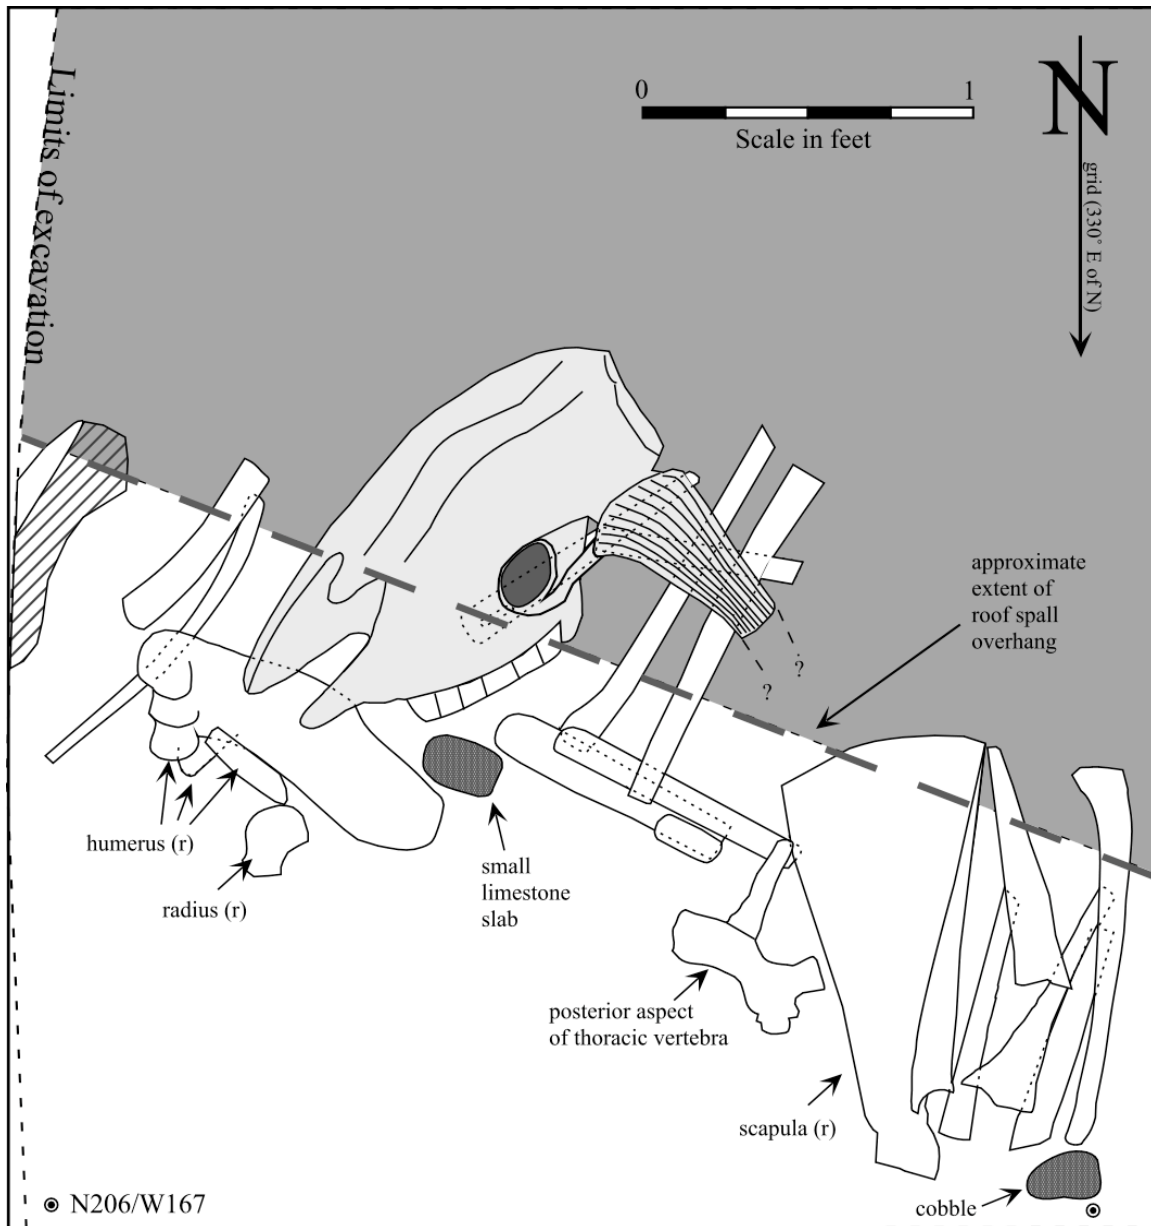 Limits of excavation
0 1
Scale in feet
N
grid (330° E of N)
approximate
extent of
roof spall
overhang
?
?
humerus (r)
radius (r)
small
limestone
slab
posterior aspect
of thoracic vertebra
scapula (r)
cobble
N206/W167